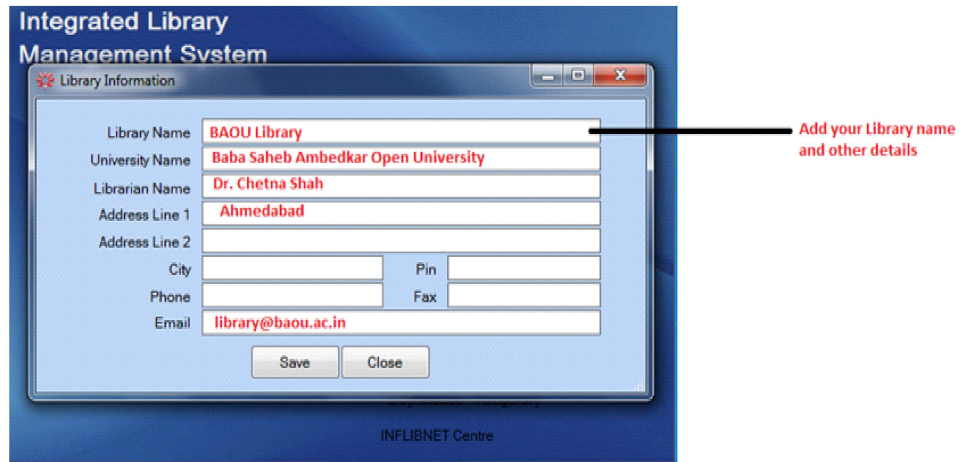 Integrated Library
Management System
Library Information
Library Name BAOU Library
Add your Library name
and other details
University Name Baba Saheb Ambedkar Open University
Librarian Name Dr. Chetna Shah
Address Line 1 Ahmedabad
Address Line 2
City Pin
Phone Fax
Email library@baou.ac.in
Save Close
INFLIBNET Centre